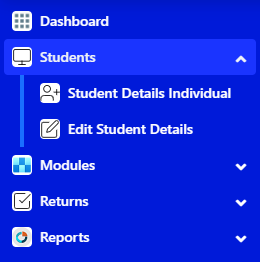 Dashboard
Students
Student Details Individual
Edit Student Details
Modules
Returns
Reports